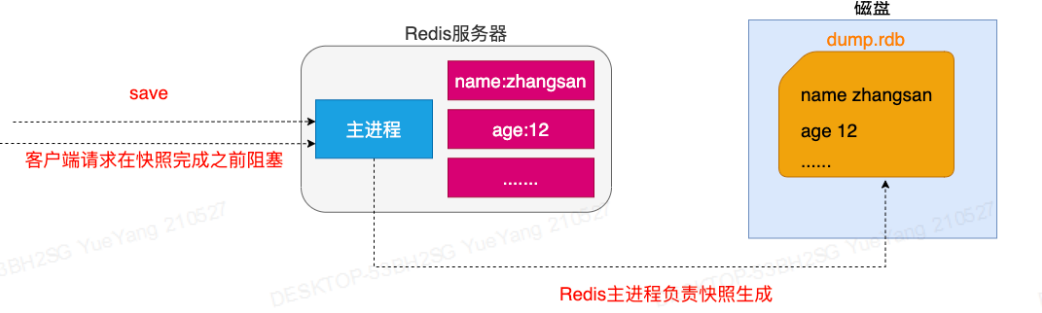 磁盘
Redis服务器
dump.rdb
save
name:zhangsan
name zhangsan
主进程
age:12
age 12
客户端请求在快照完成之前阻塞
.......
......
Redis主进程负责快照生成
3BH2SG YueYang 210527
DESKTOP-53BH2SG YueYang 210527
DESKTOP-53BH2SG YueYang 210527